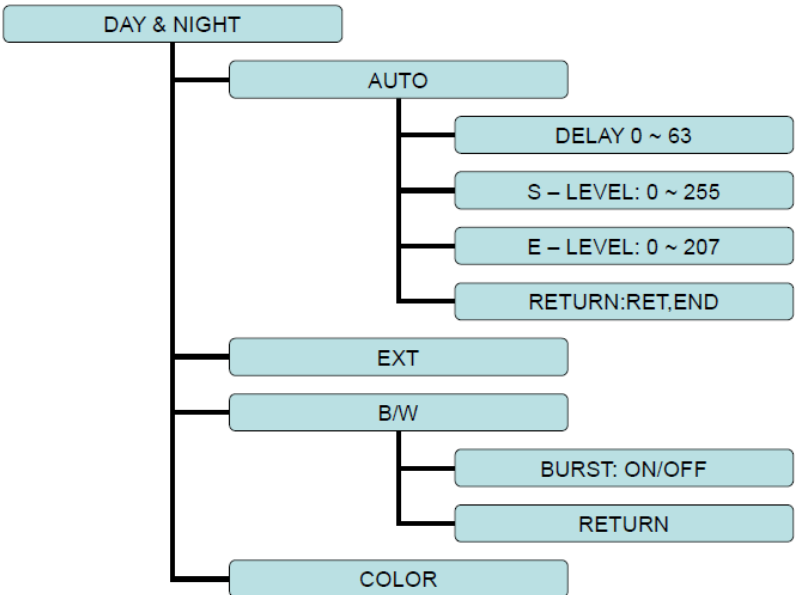 DAY & NIGHT
AUTO
DELAY 0 ~ 63
S – LEVEL: 0 ~ 255
E – LEVEL: 0 ~ 207
RETURN:RET,END
EXT
B/W
BURST: ON/OFF
RETURN
COLOR